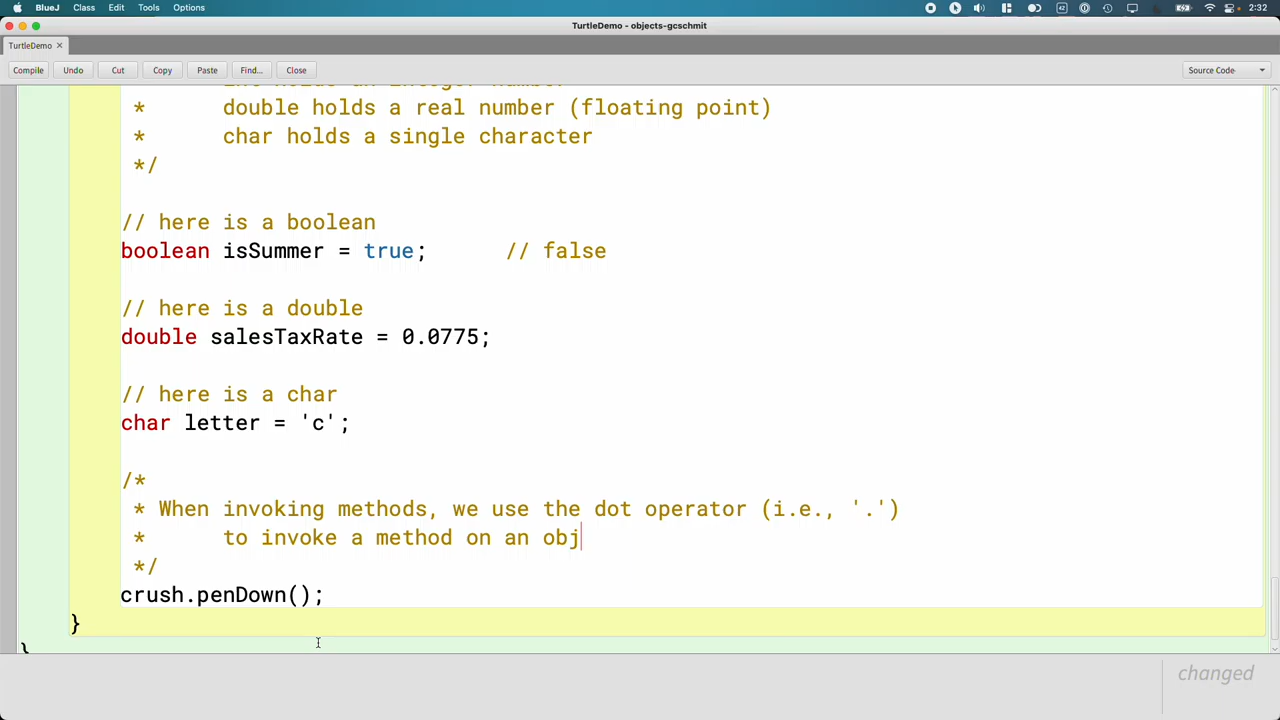 BlueJ Class Edit Tools Options 2:32
TurtleDemo - objects-gcschmit
TurtleDemo ×
Compile Undo Cut Copy Paste Find... Close Source Code
* double holds a real number (floating point)
* char holds a single character
*/
// here is a boolean
boolean isSummer = true; // false
// here is a double
double salesTaxRate = 0.0775;
// here is a char
char letter = 'c';
/*
* When invoking methods, we use the dot operator (i.e., '.')
* to invoke a method on an obj
*/
crush.penDown();
}
}
changed